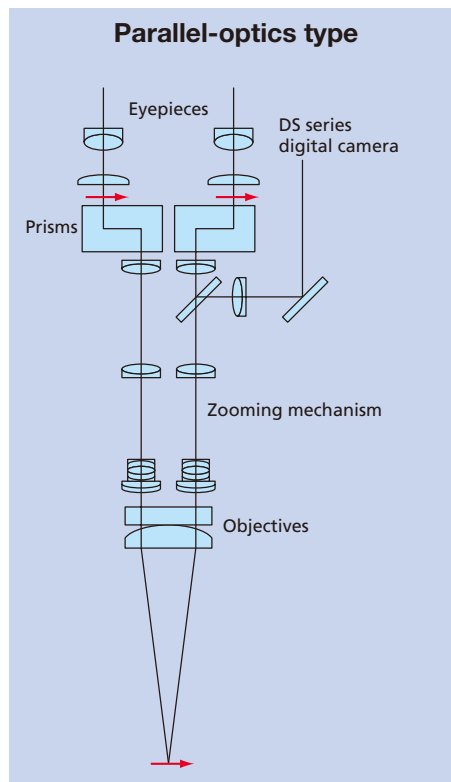 Parallel-optics type
Eyepieces
DS series
digital camera
Prisms
Zooming mechanism
Objectives